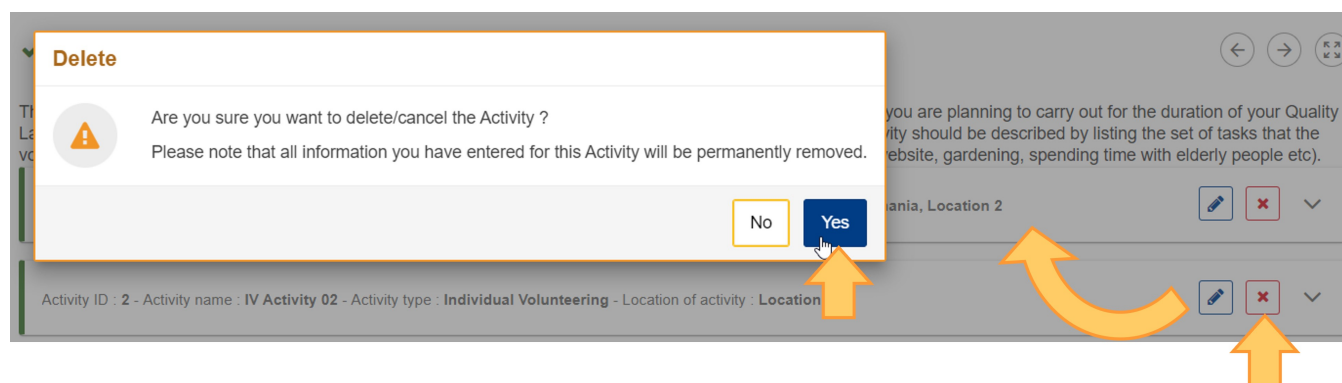 Delete
Are you sure you want to delete/cancel the Activity ?
Please note that all information you have entered for this Activity will be permanently removed.
No Yes
you are planning to carry out for the duration of your Quality
should be described by listing the set of tasks that the
gardening, spending time with elderly people etc).
Location 2
Activity ID : 2 - Activity name : IV Activity 02 - Activity type : Individual Volunteering - Location of activity : Location